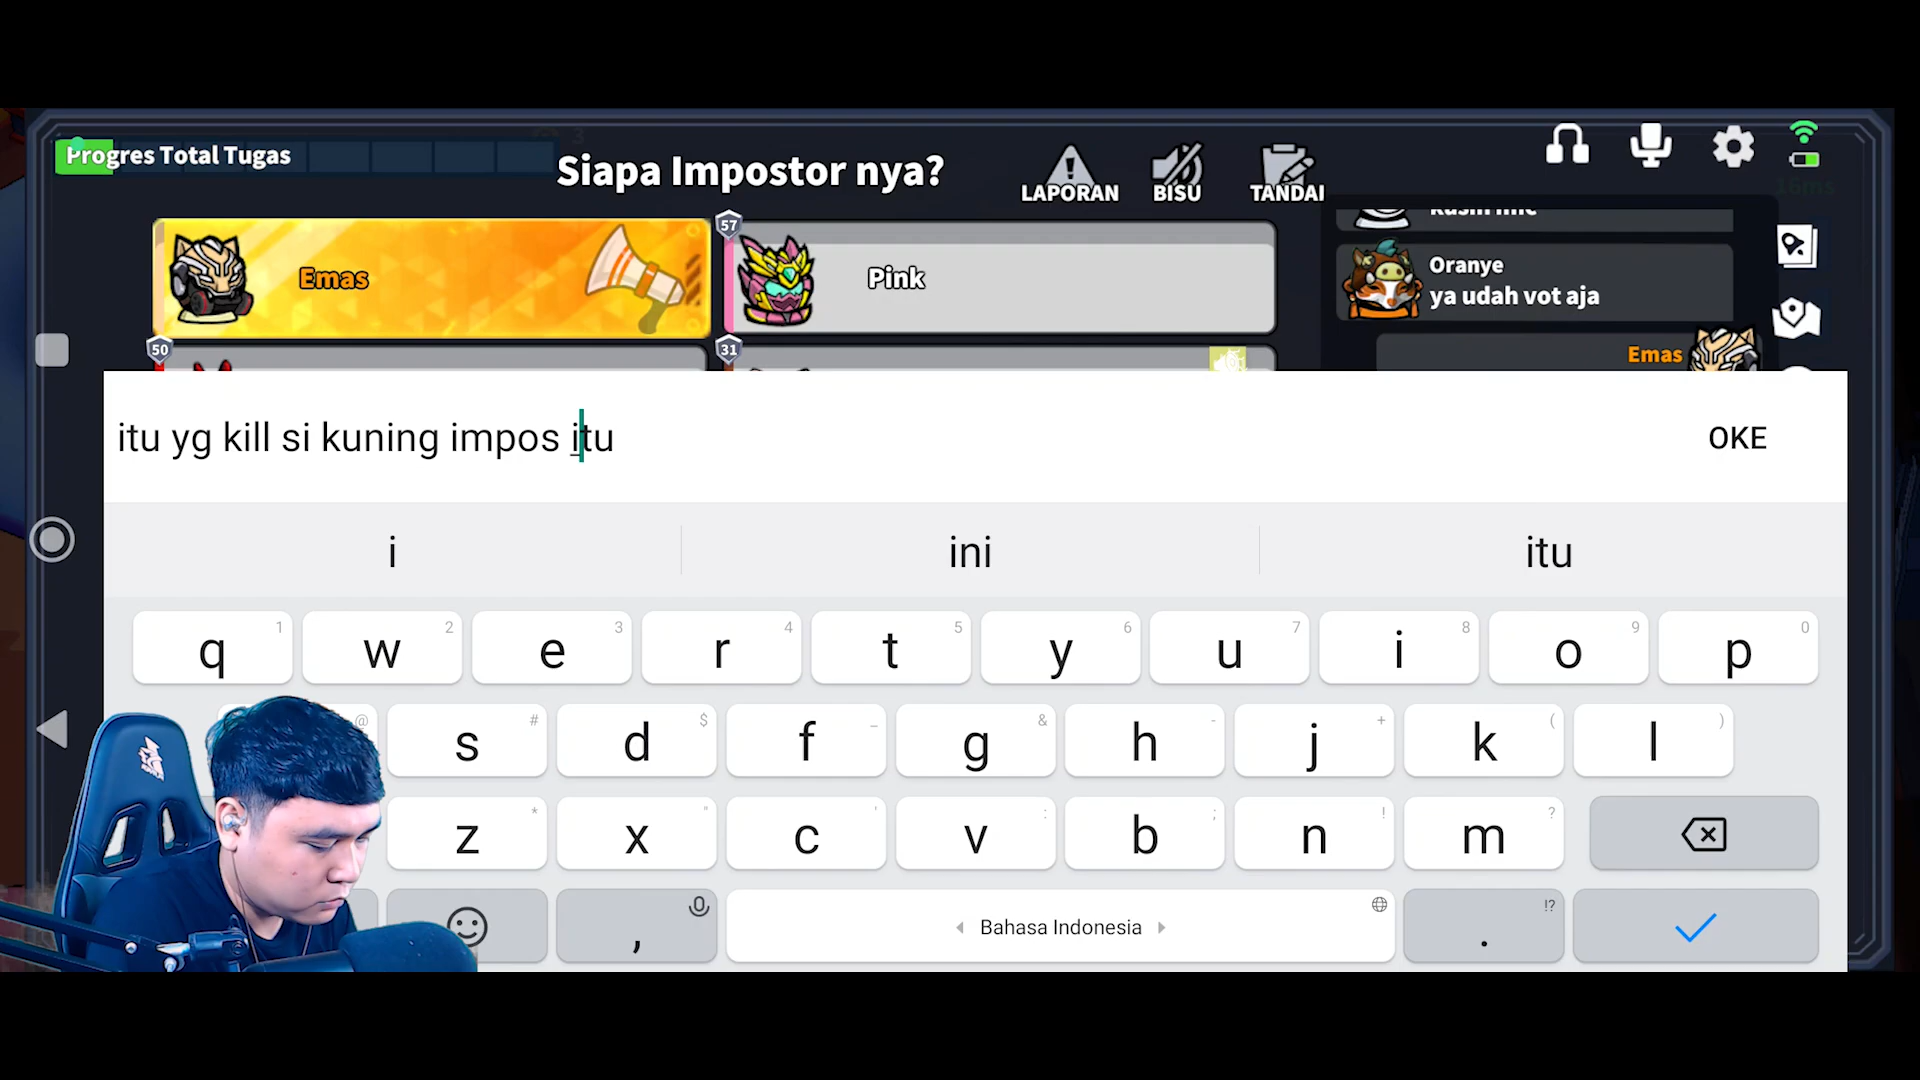 Progres Total Tugas
3
Siapa Impostor nya?
LAPORAN
BISU
TANDAI
16ms
Emas
57
Pink
Oranye
ya udah vot aja
Emas
50
31
itu yg kill si kuning impos itu
OKE
i
ini
itu
q 1 w 2 e 3 r 4 t 5 y 6 u 7 i 8 o 9 p 0
@ s # d $ f _ g & h - j + k ( l )
z * x " c ' v : b ; n ! m ?
, Bahasa Indonesia . !?